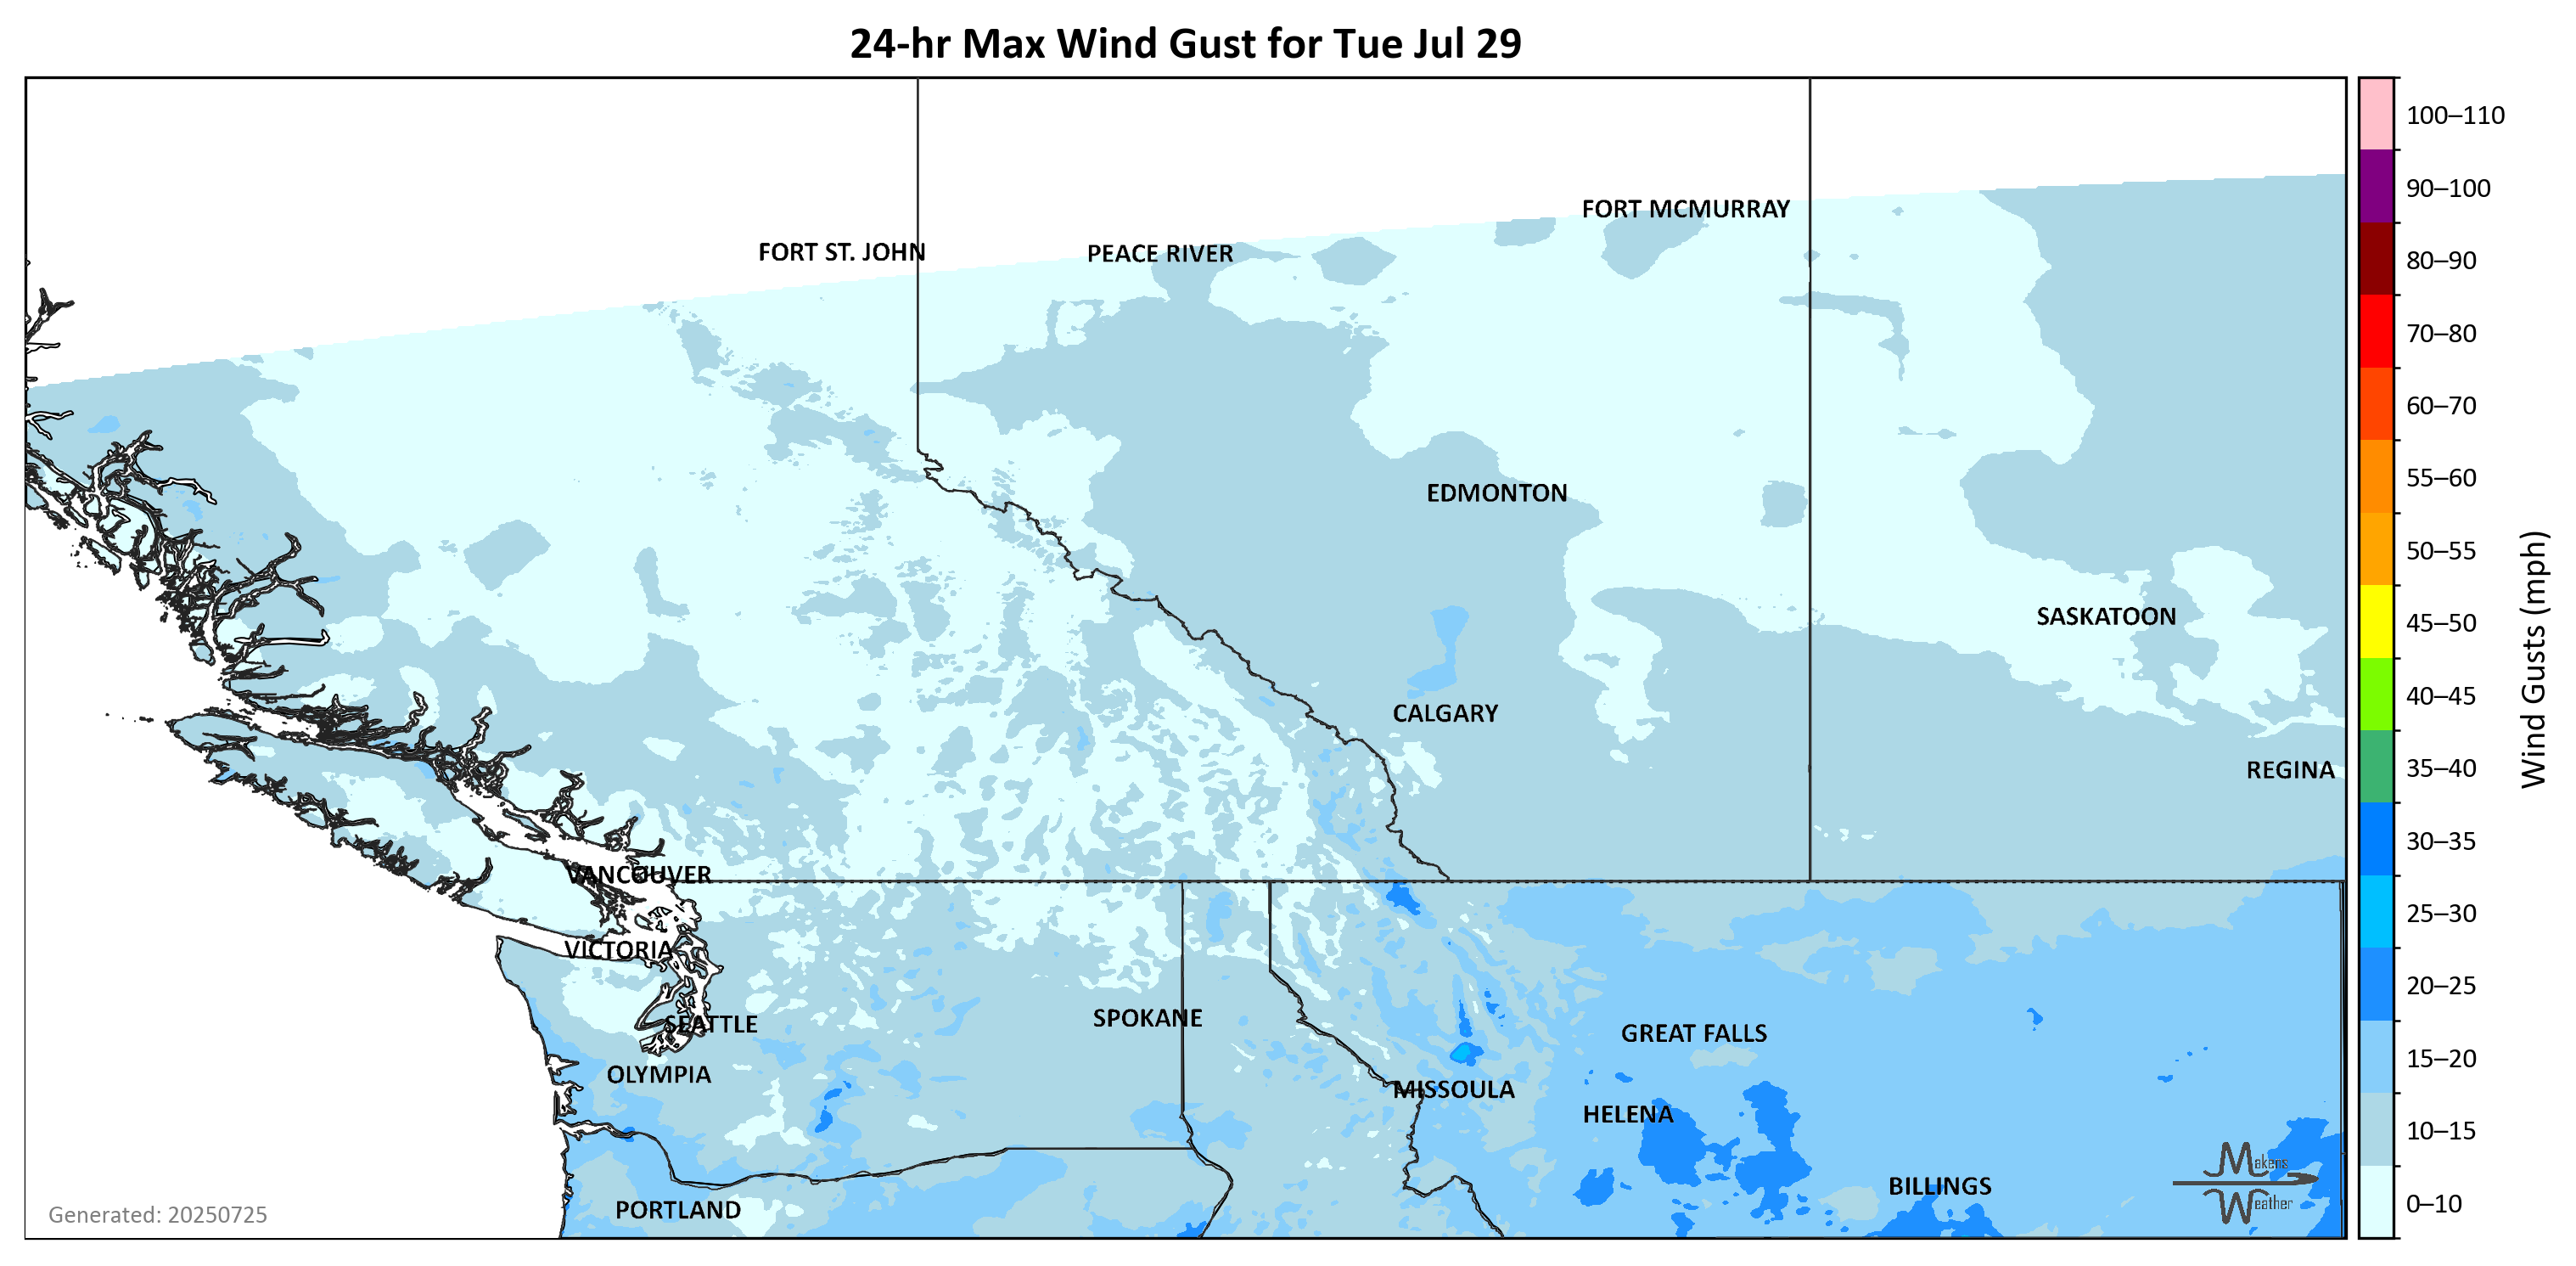 24-hr Max Wind Gust for Tue Jul 29
100–110
90–100
80–90
70–80
60–70
55–60
50–55
45–50
40–45
35–40
30–35
25–30
20–25
15–20
10–15
0–10
Wind Gusts (mph)
FORT MCMURRAY
FORT ST. JOHN
PEACE RIVER
EDMONTON
SASKATOON
CALGARY
REGINA
VANCOUVER
VICTORIA
SEATTLE
SPOKANE
GREAT FALLS
OLYMPIA
MISSOULA
HELENA
BILLINGS
PORTLAND
Makers
Weather
Generated: 20250725